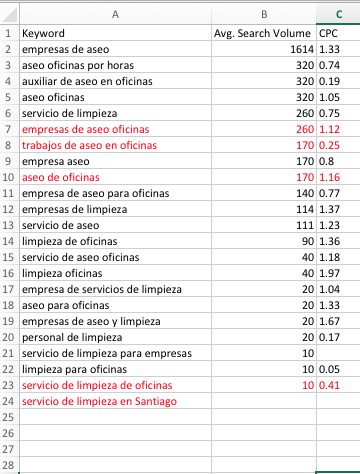 A B C
1 Keyword Avg. Search Volume CPC
2 empresas de aseo 1614 1.33
3 aseo oficinas por horas 320 0.74
4 auxiliar de aseo en oficinas 320 0.19
5 aseo oficinas 320 1.05
6 servicio de limpieza 260 0.75
7 empresas de aseo oficinas 260 1.12
8 trabajos de aseo en oficinas 170 0.25
9 empresa aseo 170 0.8
10 aseo de oficinas 170 1.16
11 empresa de aseo para oficinas 140 0.77
12 empresas de limpieza 114 1.37
13 servicio de aseo 111 1.23
14 limpieza de oficinas 90 1.36
15 servicio de aseo oficinas 40 1.18
16 limpieza oficinas 40 1.97
17 empresa de servicios de limpieza 20 1.04
18 aseo para oficinas 20 1.33
19 empresas de aseo y limpieza 20 1.67
20 personal de limpieza 20 0.17
21 servicio de limpieza para empresas 10
22 limpieza para oficinas 10 0.05
23 servicio de limpieza de oficinas 10 0.41
24 servicio de limpieza en Santiago
25
26
27
28